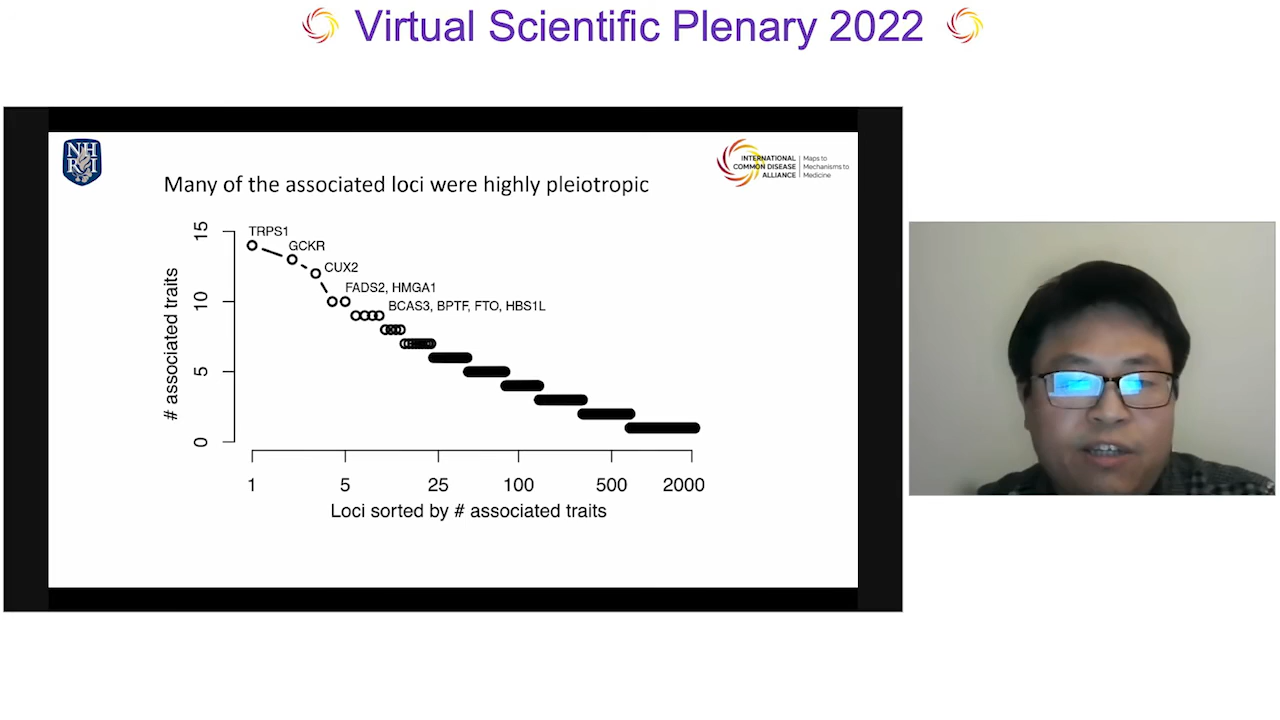 Virtual Scientific Plenary 2022
NH
RI
INTERNATIONAL
COMMON DISEASE
ALLIANCE
Maps to
Mechanisms to
Medicine
Many of the associated loci were highly pleiotropic
# associated traits
15
10
5
0
TRPS1
GCKR
CUX2
FADS2, HMGA1
BCAS3, BPTF, FTO, HBS1L
1 5 25 100 500 2000
Loci sorted by # associated traits